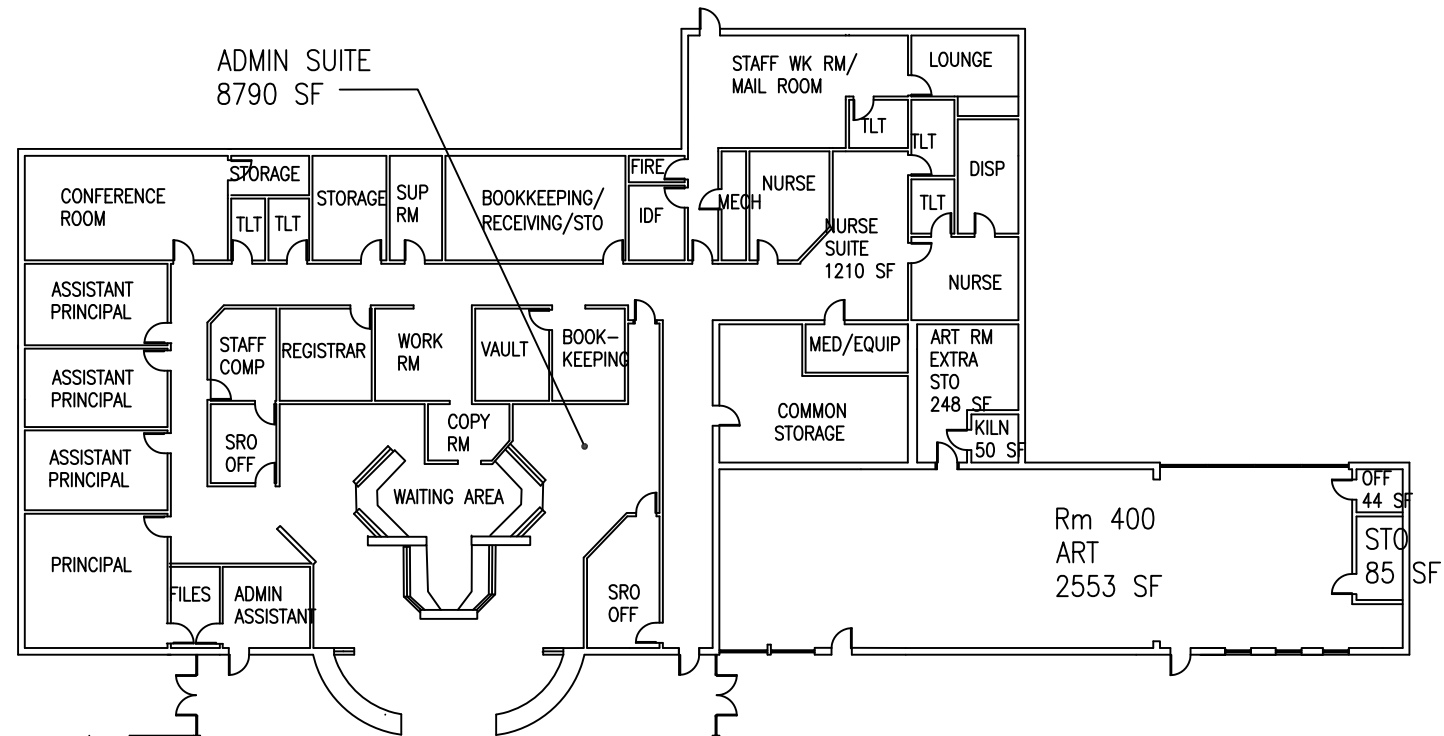 ADMIN SUITE
8790 SF
STAFF WK RM/
MAIL ROOM
LOUNGE
TLT
TLT
DISP
TLT
CONFERENCE
ROOM
STORAGE
TLT
TLT
STORAGE
SUP
RM
BOOKKEEPING/
RECEIVING/STO
FIRE
IDF
MECH
NURSE
NURSE
SUITE
1210 SF
NURSE
ASSISTANT
PRINCIPAL
STAFF
COMP
REGISTRAR
WORK
RM
VAULT
BOOK-
KEEPING
MED/EQUIP
ART RM
EXTRA
STO
248 SF
ASSISTANT
PRINCIPAL
COPY
RM
COMMON
STORAGE
KILN
50 SF
ASSISTANT
PRINCIPAL
SRO
OFF
WAITING AREA
OFF
44 SF
Rm 400
ART
2553 SF
STO
85 SF
PRINCIPAL
FILES
ADMIN
ASSISTANT
SRO
OFF